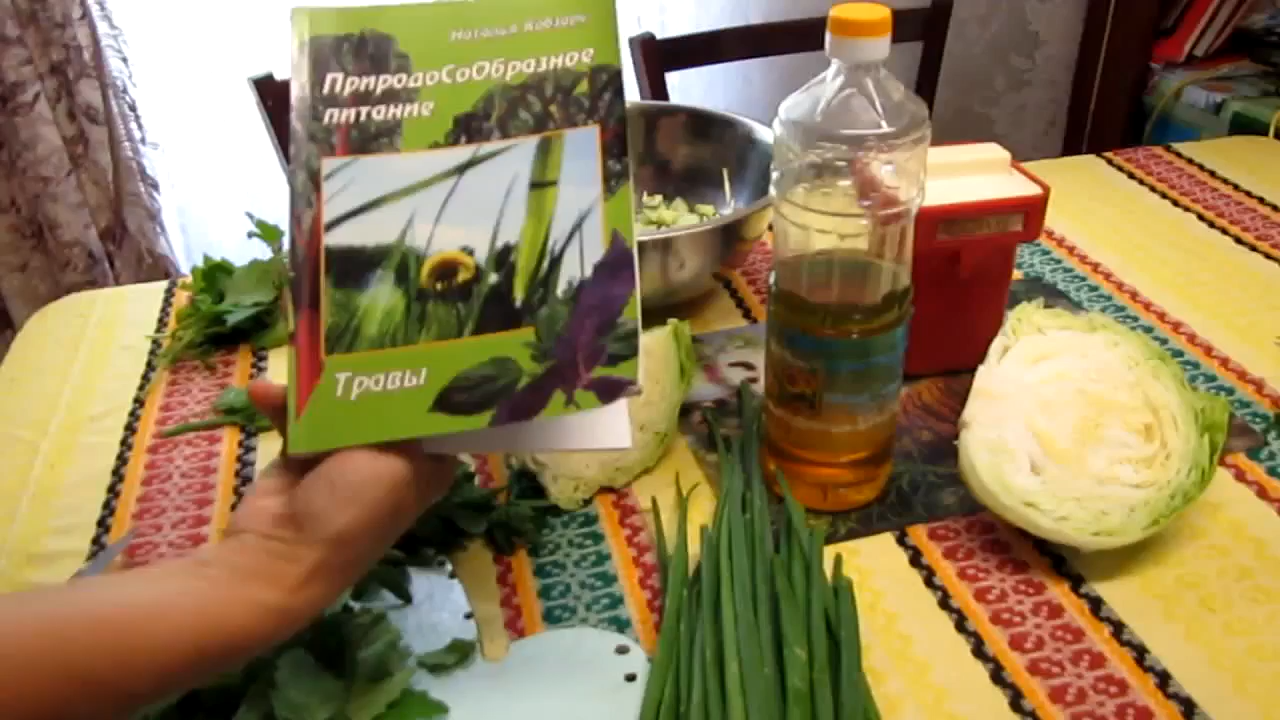 Наталья Кобзарь
ПриродоСоОбразное
питание
Травы